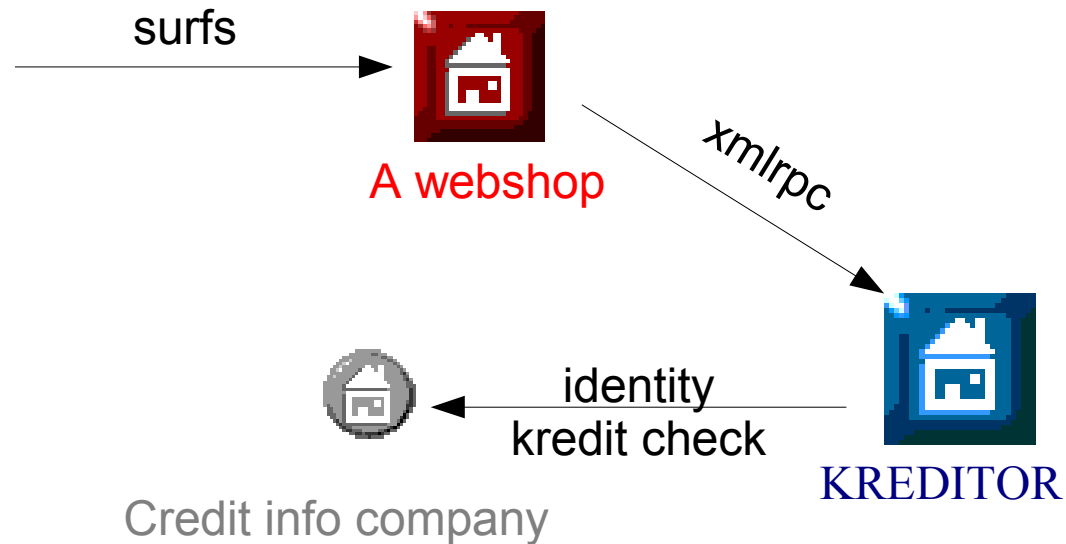 surfs
A webshop
xmlrpc
identity
kredit check
KREDITOR
Credit info company